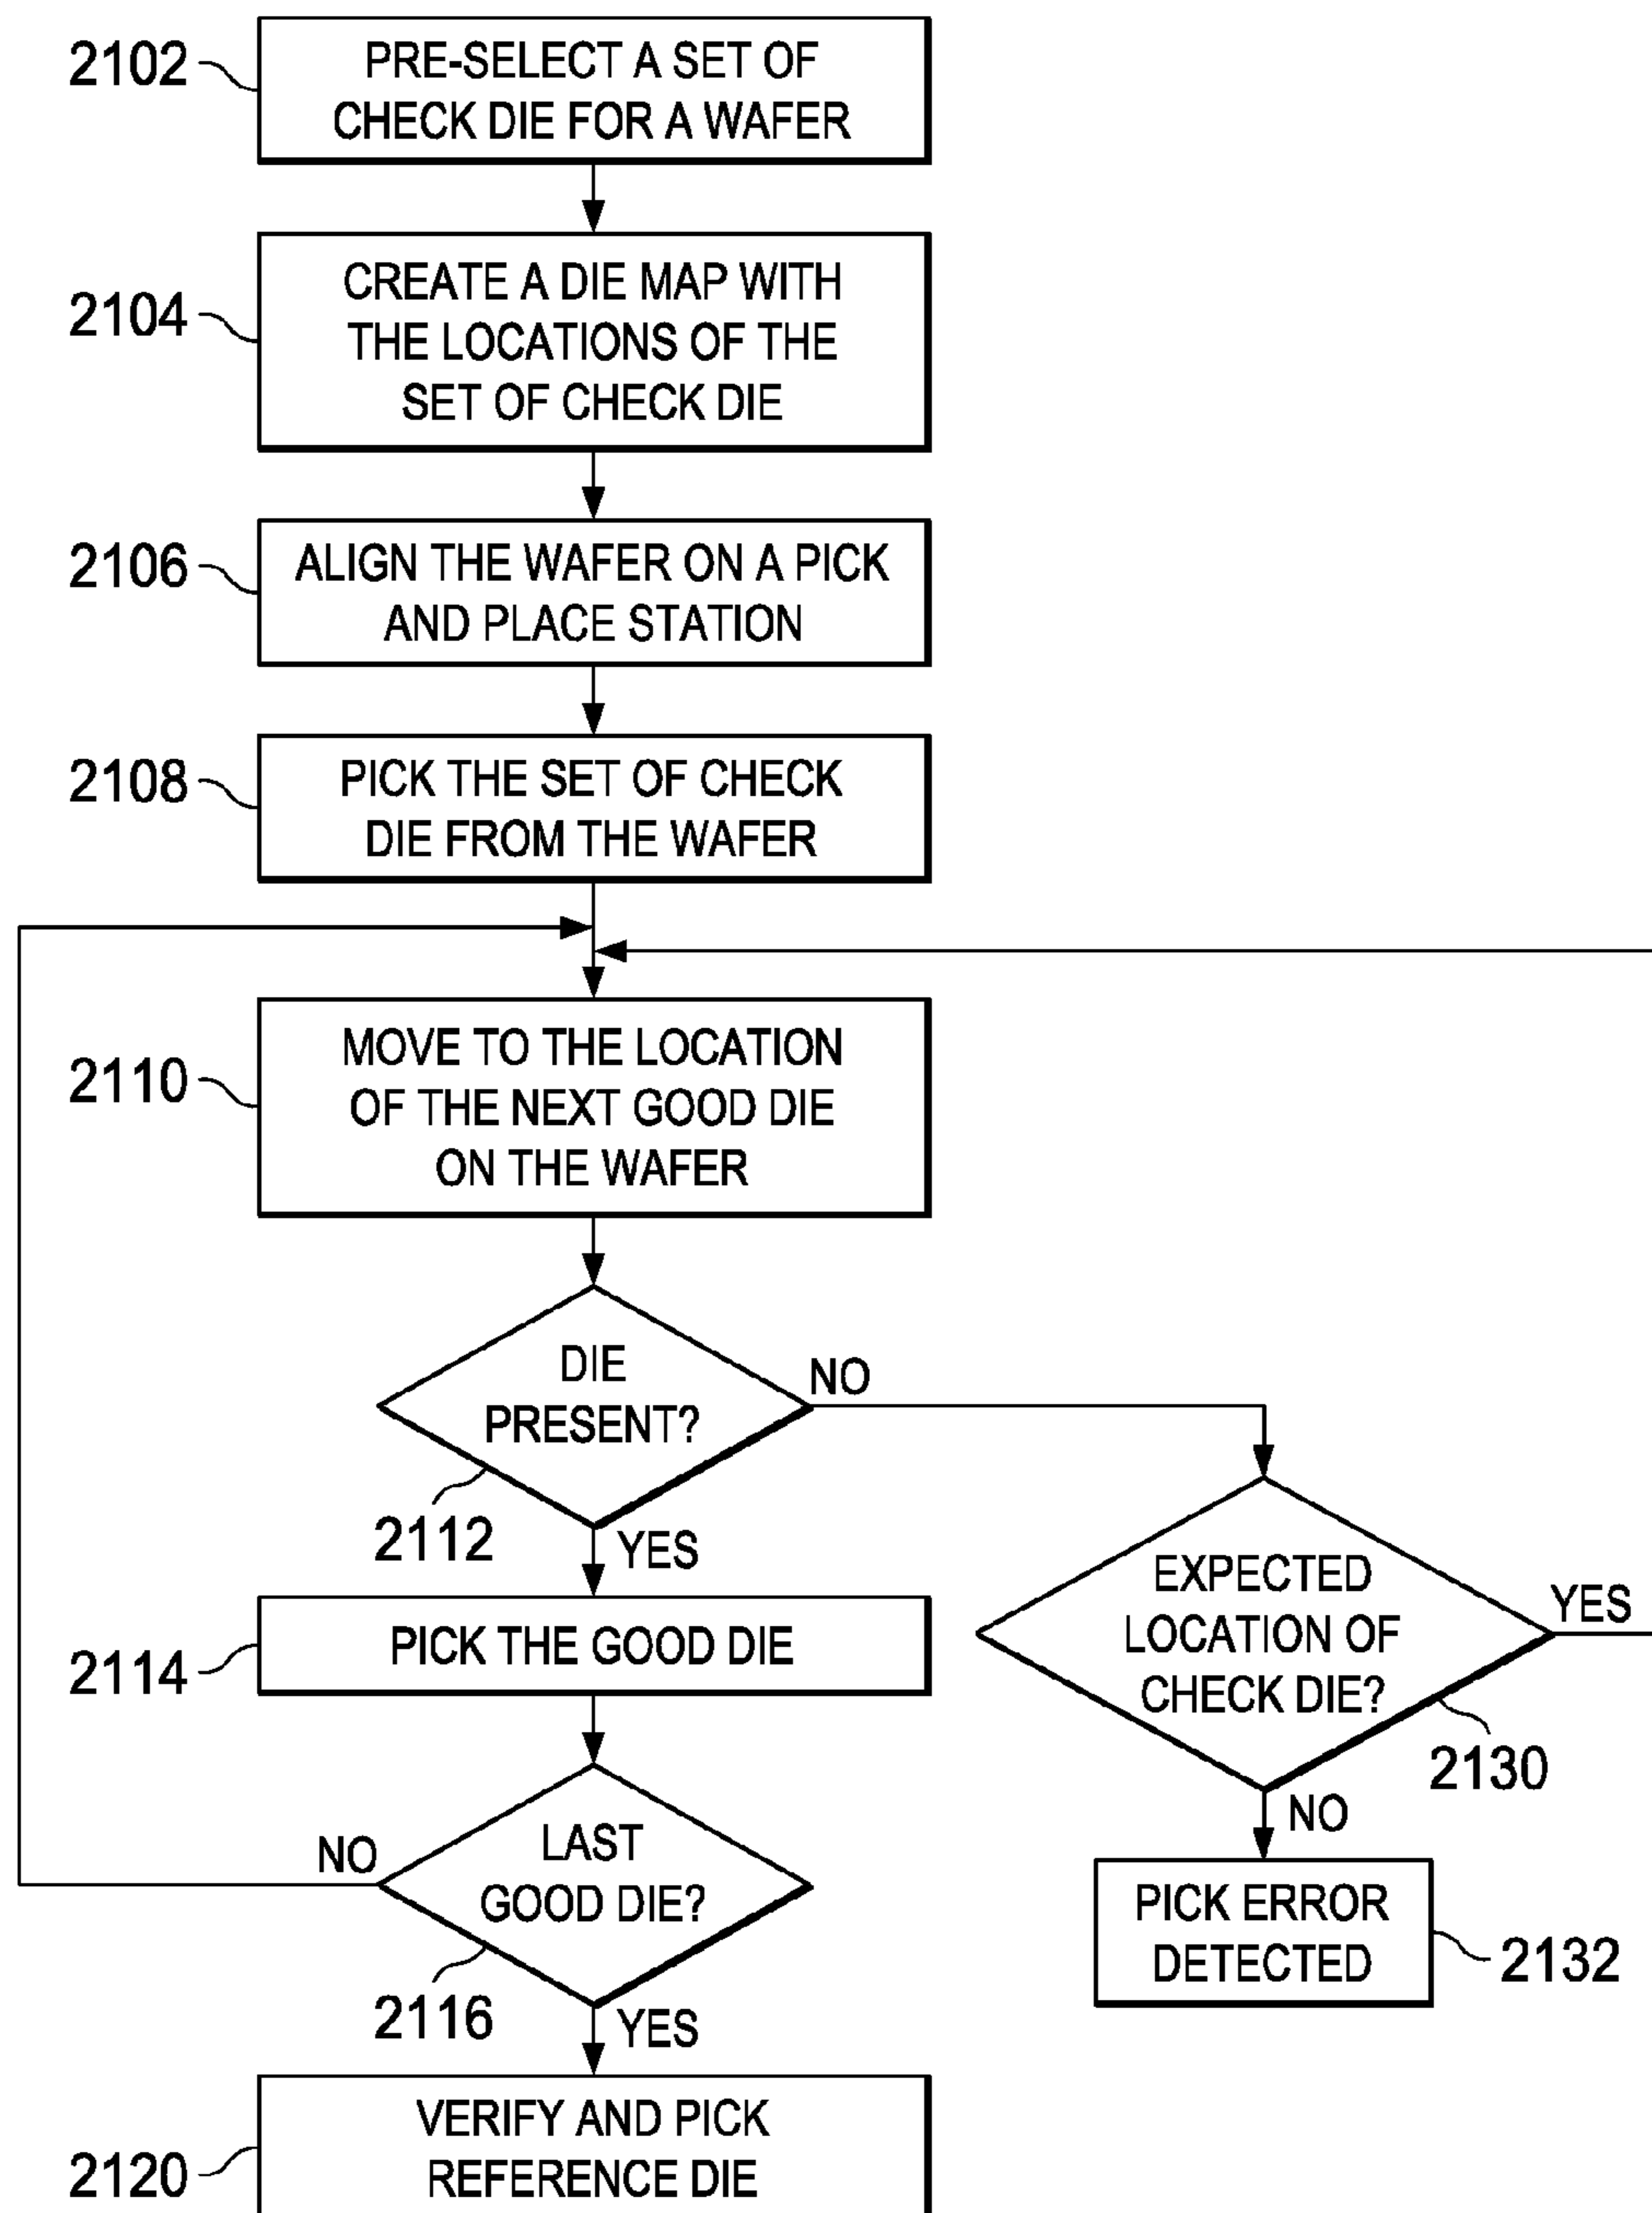 2102
PRE-SELECT A SET OF
CHECK DIE FOR A WAFER
2104
CREATE A DIE MAP WITH
THE LOCATIONS OF THE
SET OF CHECK DIE
2106
ALIGN THE WAFER ON A PICK
AND PLACE STATION
2108
PICK THE SET OF CHECK
DIE FROM THE WAFER
2110
MOVE TO THE LOCATION
OF THE NEXT GOOD DIE
ON THE WAFER
DIE
PRESENT?
NO
2112
YES
EXPECTED
LOCATION OF
CHECK DIE?
YES
2130
2114
PICK THE GOOD DIE
NO
LAST
GOOD DIE?
NO
2116
YES
PICK ERROR
DETECTED
2132
2120
VERIFY AND PICK
REFERENCE DIE